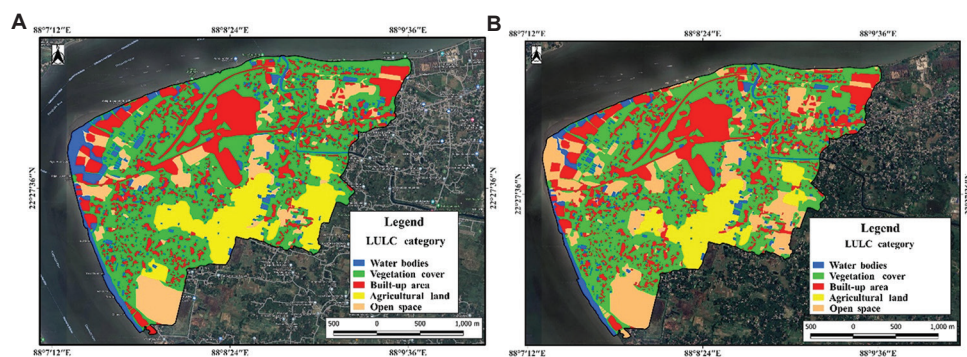 A
88°7'12"E
88°8'24"E
88°9'36"E
22°27'36"N
Legend
LULC category
Water bodies
Vegetation cover
Built-up area
Agricultural land
Open space
500 0 500 1,000 m
88°7'12"E
88°8'24"E
88°9'36"E
B
88°7'12"E
88°8'24"E
88°9'36"E
22°27'36"N
Legend
LULC category
Water bodies
Vegetation cover
Built-up area
Agricultural land
Open space
500 0 500 1,000 m
88°7'12"E
88°8'24"E
88°9'36"E